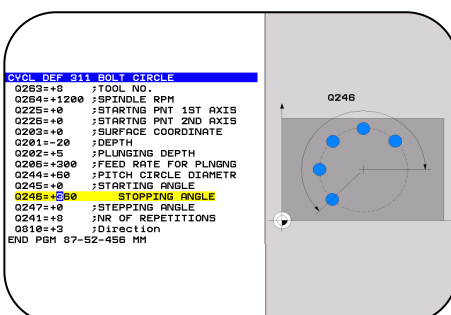 CYCL DEF 311 BOLT CIRCLE
Q263=+8 ;TOOL NO.
Q264=+1200 ;SPINDLE RPM
Q225=+0 ;STARTNG PNT 1ST AXIS
Q226=+0 ;STARTNG PNT 2ND AXIS
Q203=+0 ;SURFACE COORDINATE
Q201=-20 ;DEPTH
Q202=+5 ;PLUNGING DEPTH
Q206=+300 ;FEED RATE FOR PLNGNG
Q244=+60 ;PITCH CIRCLE DIAMETR
Q245=+0 ;STARTING ANGLE
Q246=+360 STOPPING ANGLE
Q247=+0 ;STEPPING ANGLE
Q241=+8 ;NR OF REPETITIONS
Q810=+3 ;Direction
END PGM 87-52-456 MM
Q246